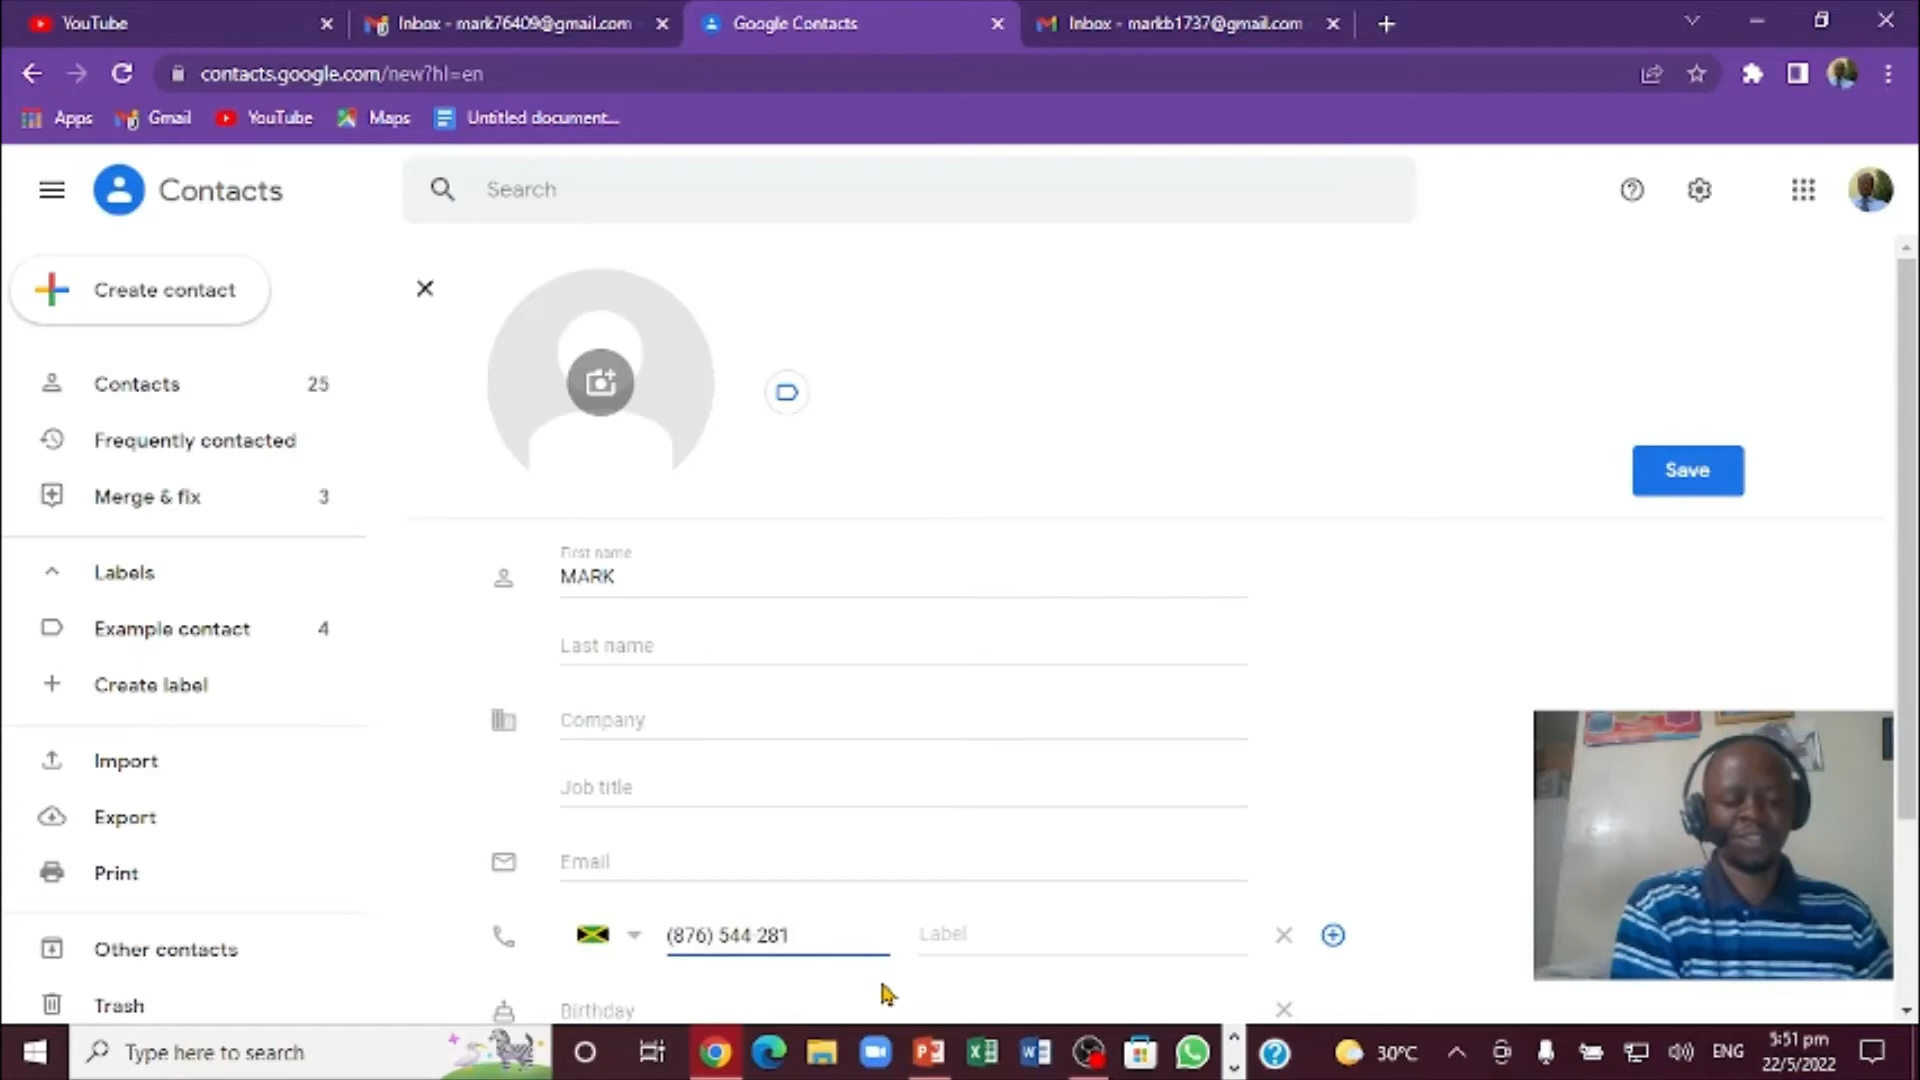 YouTube
Inbox - mark76409@gmail.com
Google Contacts
Inbox - markb1737@gmail.com
contacts.google.com/new?hl=en
Apps
Gmail
YouTube
Maps
Untitled document...
Contacts
Search
Create contact
Contacts 25
Frequently contacted
Merge & fix 3
Save
Labels
Example contact 4
Create label
Import
Export
Print
Other contacts
Trash
First name
MARK
Last name
Company
Job title
Email
(876) 544-281
Label
Birthday
Type here to search
30°C
ENG
5:51 pm
22/5/2022